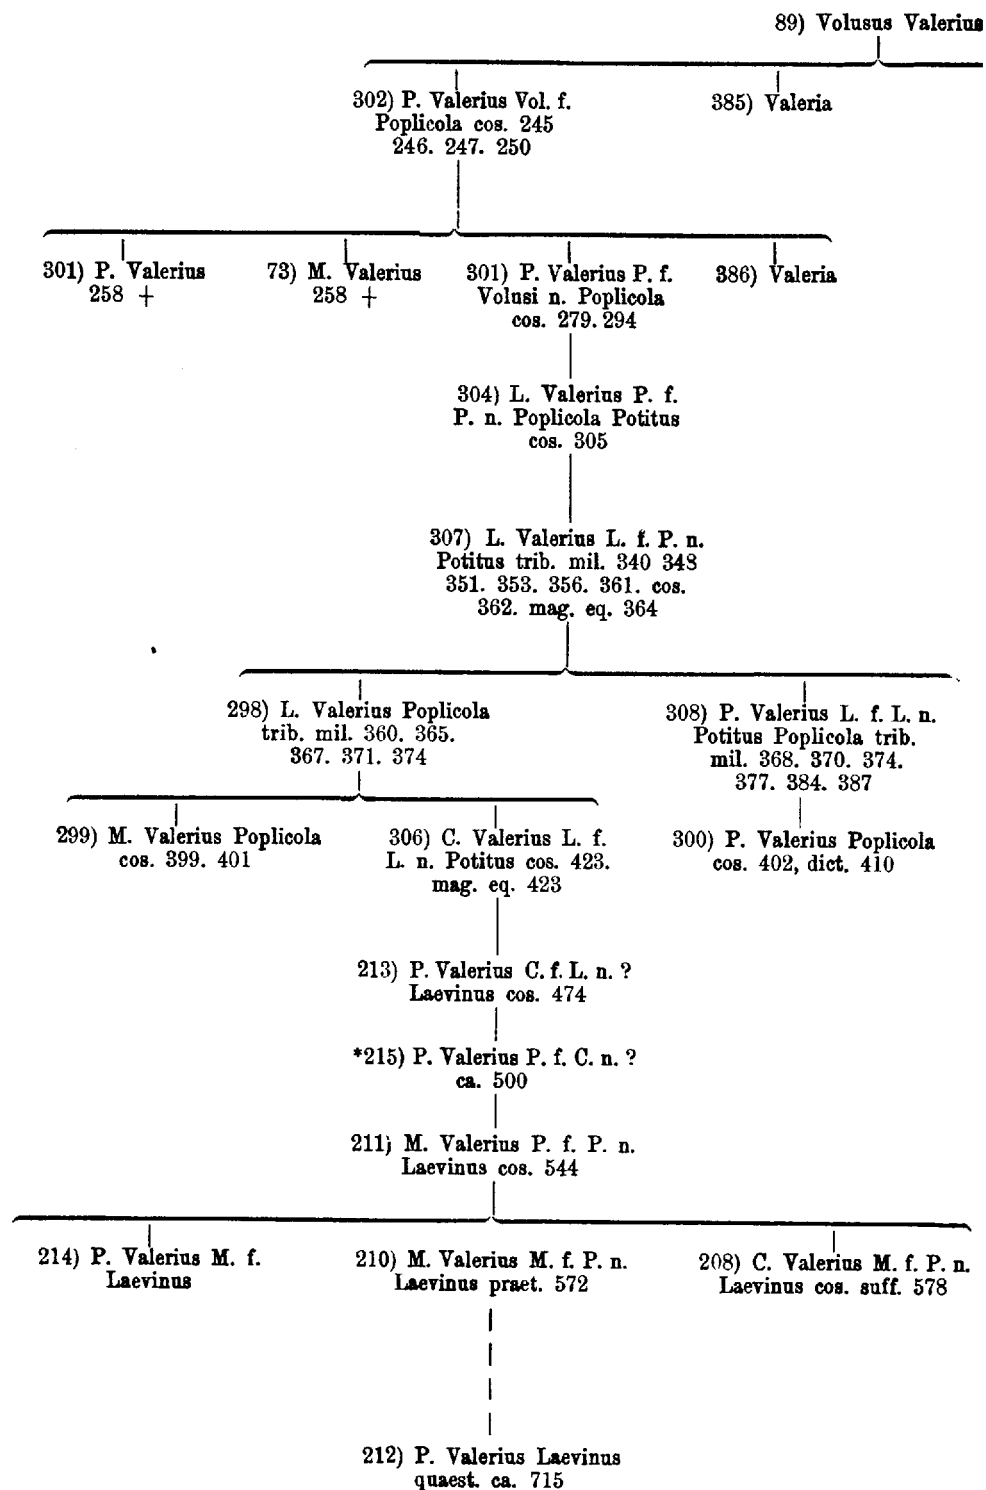 89) Volusus Valerius
302) P. Valerius Vol. f.
Poplicola cos. 245
246. 247. 250
385) Valeria
301) P. Valerius
258 +
73) M. Valerius
258 +
301) P. Valerius P. f.
Volusi n. Poplicola
cos. 279. 294
386) Valeria
304) L. Valerius P. f.
P. n. Poplicola Potitus
cos. 305
307) L. Valerius L. f. P. n.
Potitus trib. mil. 340 348
351. 353. 356. 361. cos.
362. mag. eq. 364
298) L. Valerius Poplicola
trib. mil. 360. 365.
367. 371. 374
308) P. Valerius L. f. L. n.
Potitus Poplicola trib.
mil. 368. 370. 374.
377. 384. 387
299) M. Valerius Poplicola
cos. 399. 401
306) C. Valerius L. f.
L. n. Potitus cos. 423.
mag. eq. 423
300) P. Valerius Poplicola
cos. 402, dict. 410
213) P. Valerius C. f. L. n. ?
Laevinus cos. 474
*215) P. Valerius P. f. C. n. ?
ca. 500
211) M. Valerius P. f. P. n.
Laevinus cos. 544
214) P. Valerius M. f.
Laevinus
210) M. Valerius M. f. P. n.
Laevinus praet. 572
208) C. Valerius M. f. P. n.
Laevinus cos. suff. 578
212) P. Valerius Laevinus
quaest. ca. 715